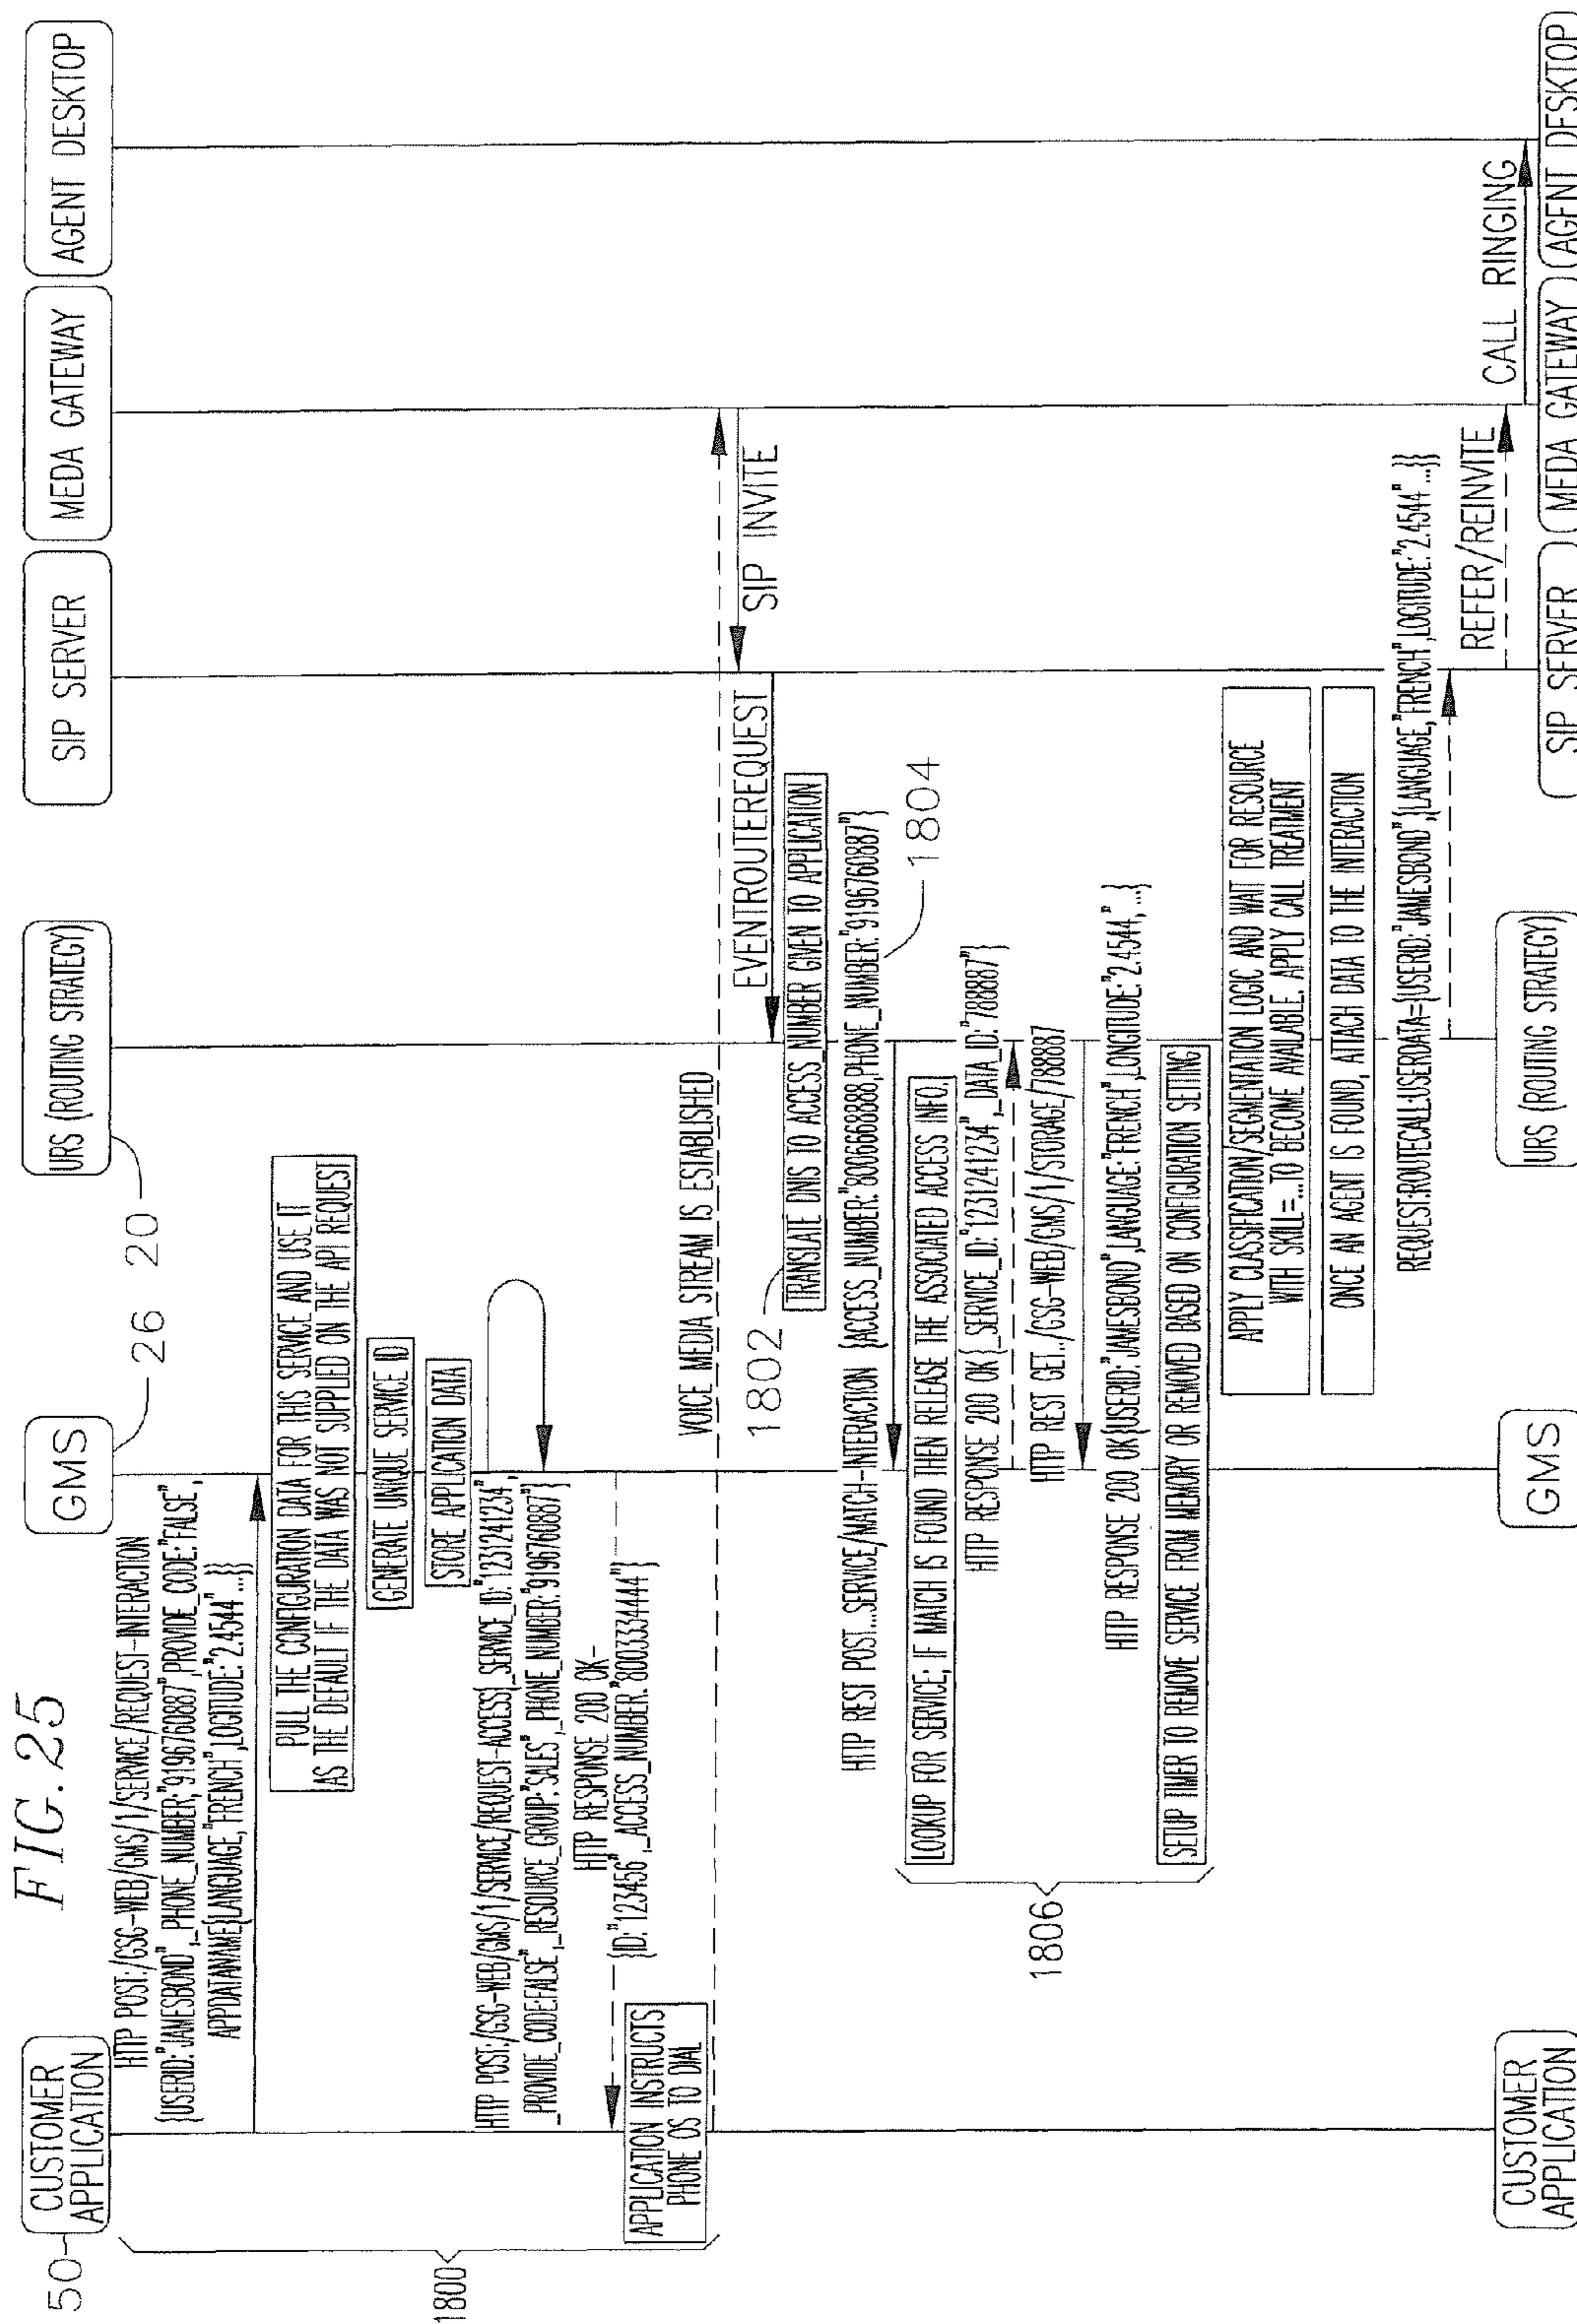 FIG. 25
50
CUSTOMER
APPLICATION
GMS
26
URS (ROUTING STRATEGY)
20
SIP SERVER
MEDA GATEWAY
AGENT DESKTOP
1800
HTTP POST:/GSG-WEB/GMS/1/SERVICE/REQUEST-INTERACTION
{USERID:"JAMESBOND",_PHONE_NUMBER;"9196760887",PROVIDE_CODE:"FALSE",
APPDATANAME{LANGUAGE,"FRENCH",LOGITUDE:"2.4544"...}}
PULL THE CONFIGURATION DATA FOR THIS SERVICE AND USE IT
AS THE DEFAULT IF THE DATA WAS NOT SUPPLIED ON THE API REQUEST
GENERATE UNIQUE SERVICE ID
STORE APPLICATION DATA
HTTP POST:/GSG-WEB/GMS/1/SERVICE/REQUEST-ACCESS{_SERVICE_ID:"1231241234",
_PROVIDE_CODE:FALSE",_RESOURCE_GROUP:"SALES",_PHONE_NUMBER:"9196760887"}
HTTP RESPONSE 200 OK-
{ID:"123456",_ACCESS_NUMBER."8003334444"}
APPLICATION INSTRUCTS
PHONE OS TO DIAL
VOICE MEDIA STREAM IS ESTABLISHED
SIP INVITE
EVENTROUTEREQUEST
1802
TRANSLATE DNIS TO ACCESS_NUMBER GIVEN TO APPLICATION
HTTP REST POST...SERVICE/MATCH-INTERACTION {ACCESS_NUMBER:"8006668888,PHONE_NUMBER:"9196760887"}
1804
LOOKUP FOR SERVICE; IF MATCH IS FOUND THEN RELEASE THE ASSOCIATED ACCESS INFO.
HTTP RESPONSE 200 OK {_SERVICE_ID:"1231241234",_DATA_ID:"788887"}
HTTP REST GET../GSG-WEB/GMS/1/STORAGE/788887
HTTP RESPONSE 200 OK{USERID:"JAMESBOND",LANGUAGE:"FRENCH",LONGITUDE:"2.4544,"...}
SETUP TIMER TO REMOVE SERVICE FROM MEMORY OR REMOVED BASED ON CONFIGURATION SETTING
1806
APPLY CLASSIFICATION/SEGMENTATION LOGIC AND WAIT FOR RESOURCE
WITH SKILL=...TO BECOME AVAILABLE. APPLY CALL TREATMENT
ONCE AN AGENT IS FOUND, ATTACH DATA TO THE INTERACTION
REQUEST:ROUTECALL:USERDATA={USERID:"JAMESBOND",{LANGUAGE,"FRENCH",LOGITUDE:"2.4544"...}}
REFER/REINVITE
CALL RINGING
CUSTOMER
APPLICATION
GMS
URS (ROUTING STRATEGY)
SIP SERVER
MEDA GATEWAY
AGENT DESKTOP